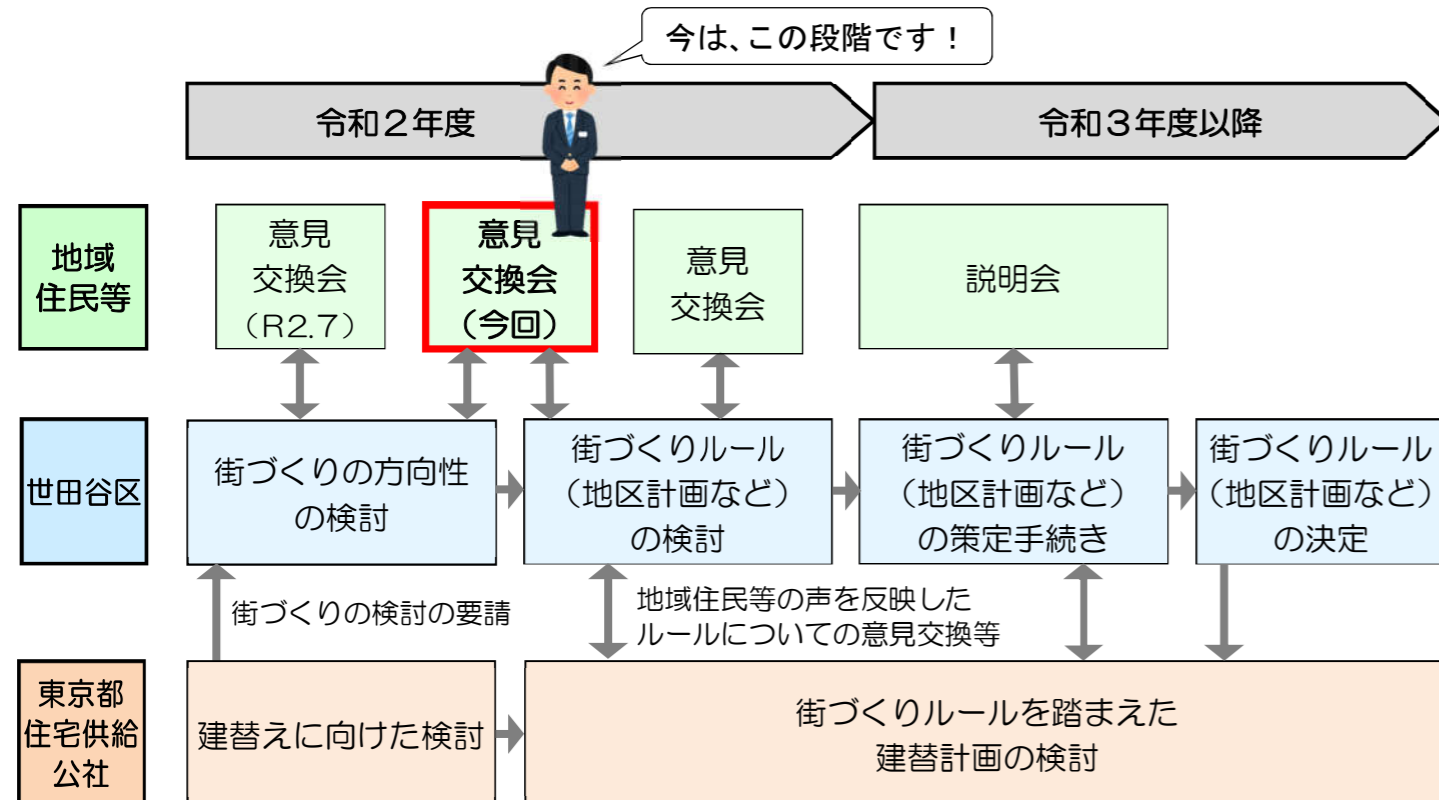 今は、この段階です！
令和２年度
令和３年度以降
地域
住民等
意見
交換会
（R2.7）
意見
交換会
（今回）
意見
交換会
説明会
世田谷区
街づくりの方向性
の検討
街づくりルール
（地区計画など）
の検討
街づくりルール
（地区計画など）
の策定手続き
街づくりルール
（地区計画など）
の決定
街づくりの検討の要請
地域住民等の声を反映した
ルールについての意見交換等
東京都
住宅供給
公社
建替えに向けた検討
街づくりルールを踏まえた
建替計画の検討